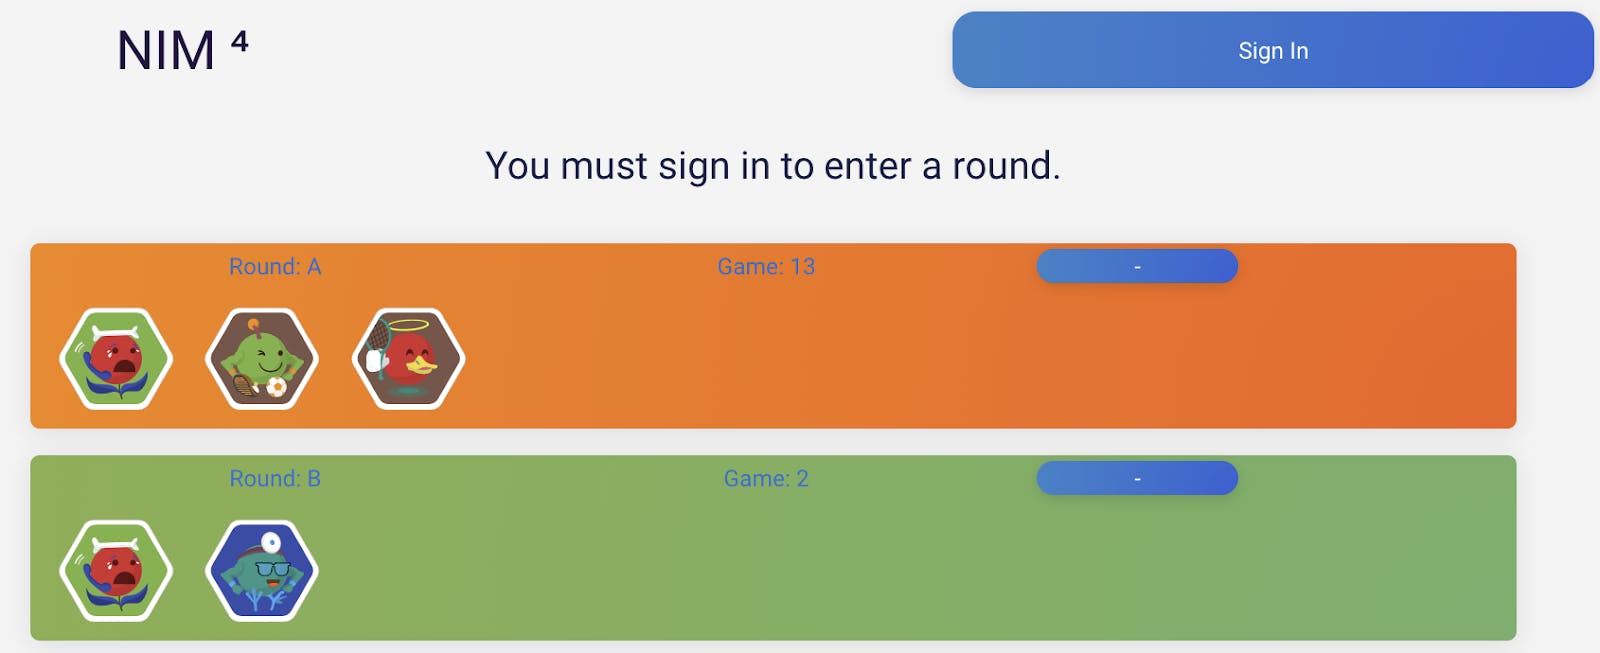 NIM ⁴
Sign In
You must sign in to enter a round.
Round: A Game: 13 -
Round: B Game: 2 -